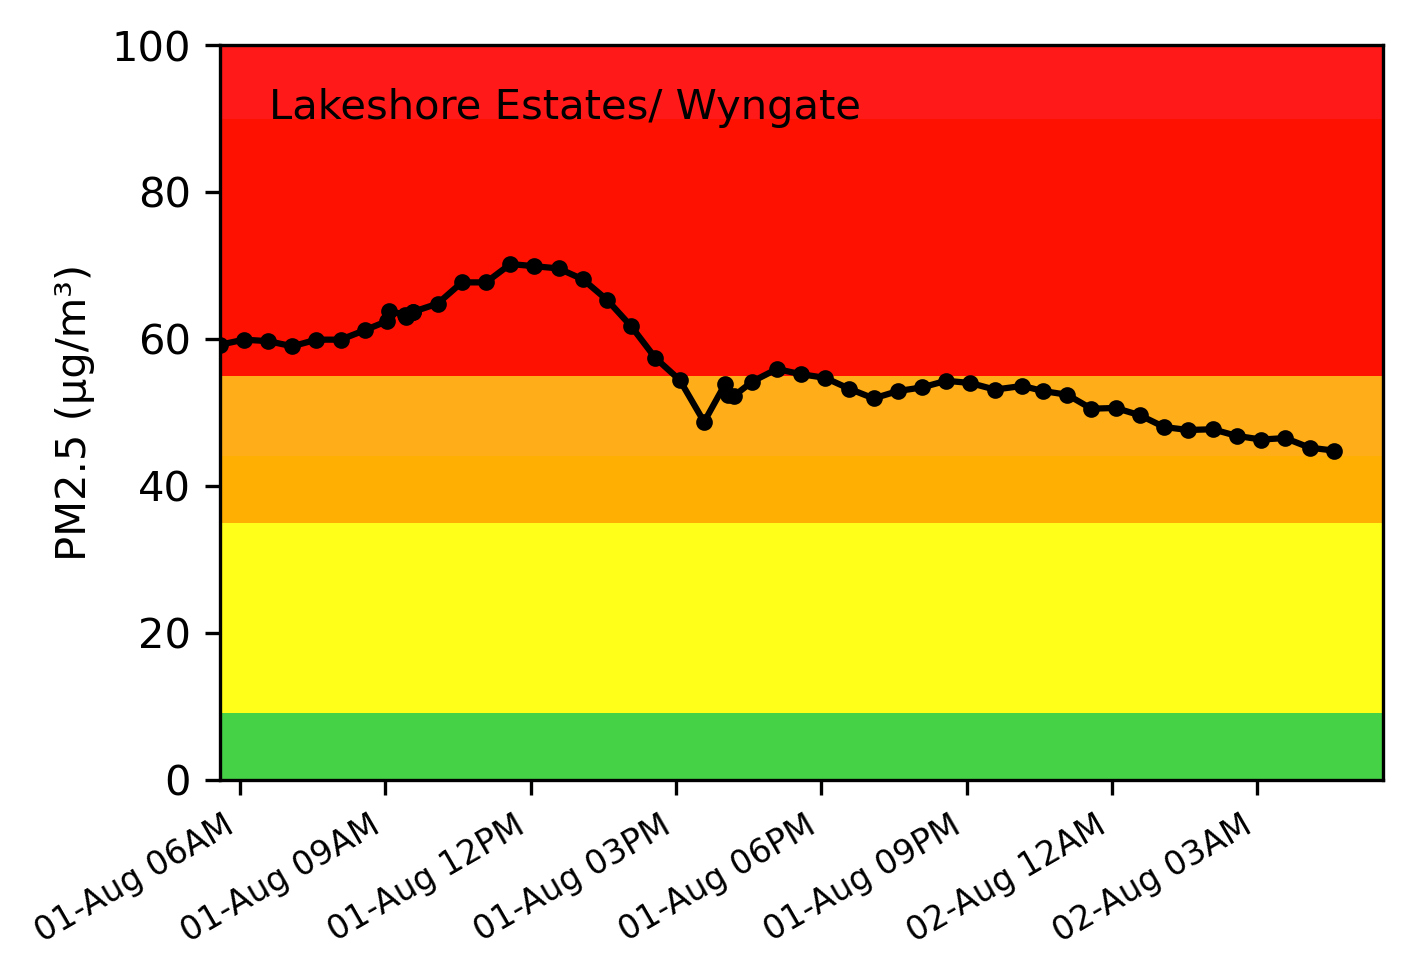 100
Lakeshore Estates/ Wyngate
80
60
40
20
0
PM2.5 (µg/m³)
01-Aug 06AM
01-Aug 09AM
01-Aug 12PM
01-Aug 03PM
01-Aug 06PM
01-Aug 09PM
02-Aug 12AM
02-Aug 03AM